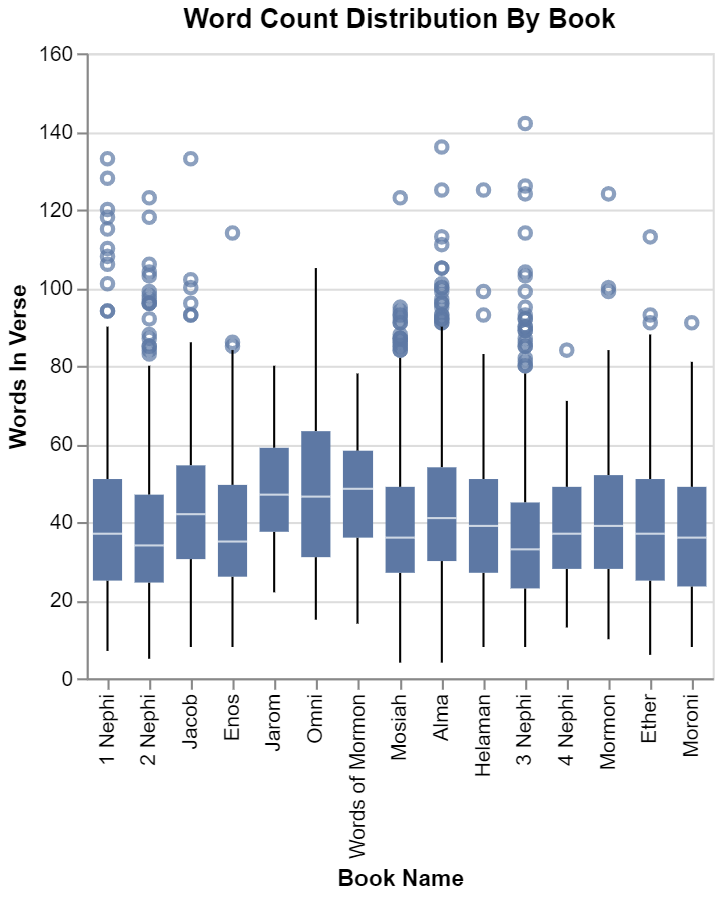 Word Count Distribution By Book
160
140
120
100
80
60
40
20
0
Words In Verse
1 Nephi
2 Nephi
Jacob
Enos
Jarom
Omni
Words of Mormon
Mosiah
Alma
Helaman
3 Nephi
4 Nephi
Mormon
Ether
Moroni
Book Name